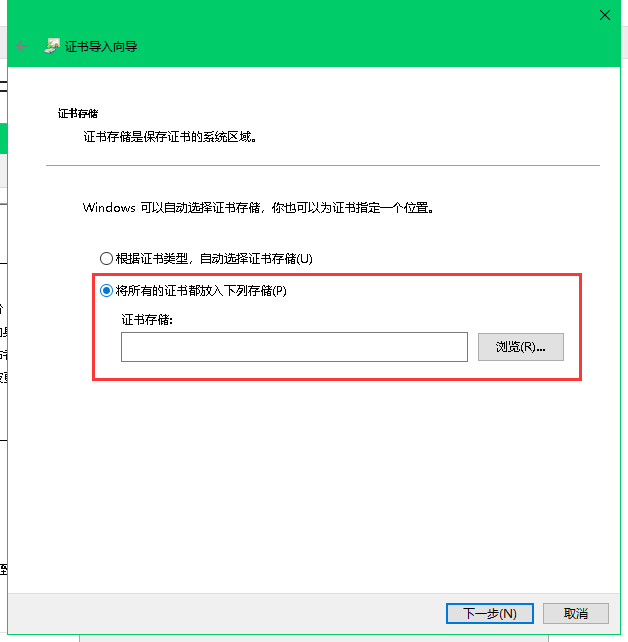 证书导入向导
证书存储
证书存储是保存证书的系统区域。
Windows 可以自动选择证书存储，你也可以为证书指定一个位置。
根据证书类型，自动选择证书存储(U)
将所有的证书都放入下列存储(P)
证书存储:
浏览(R)...
下一步(N)
取消